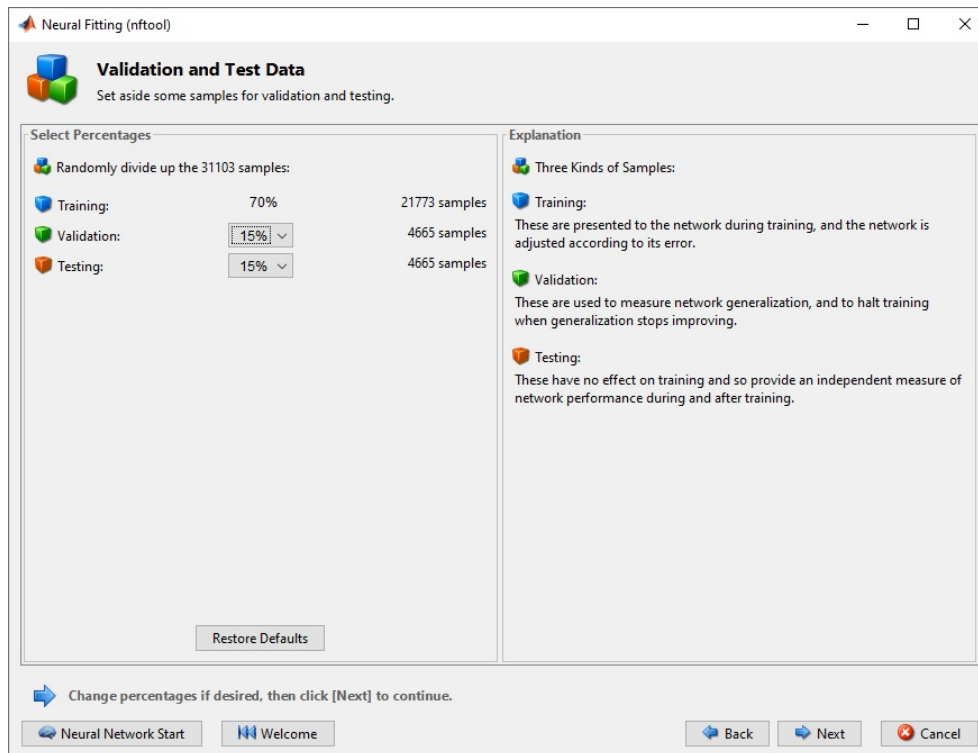 Neural Fitting (nftool)
Validation and Test Data
Set aside some samples for validation and testing.
Select Percentages
Randomly divide up the 31103 samples:
Training: 70% 21773 samples
Validation: 15% 4665 samples
Testing: 15% 4665 samples
Restore Defaults
Explanation
Three Kinds of Samples:
Training:
These are presented to the network during training, and the network is
adjusted according to its error.
Validation:
These are used to measure network generalization, and to halt training
when generalization stops improving.
Testing:
These have no effect on training and so provide an independent measure of
network performance during and after training.
Change percentages if desired, then click [Next] to continue.
Neural Network Start Welcome Back Next Cancel